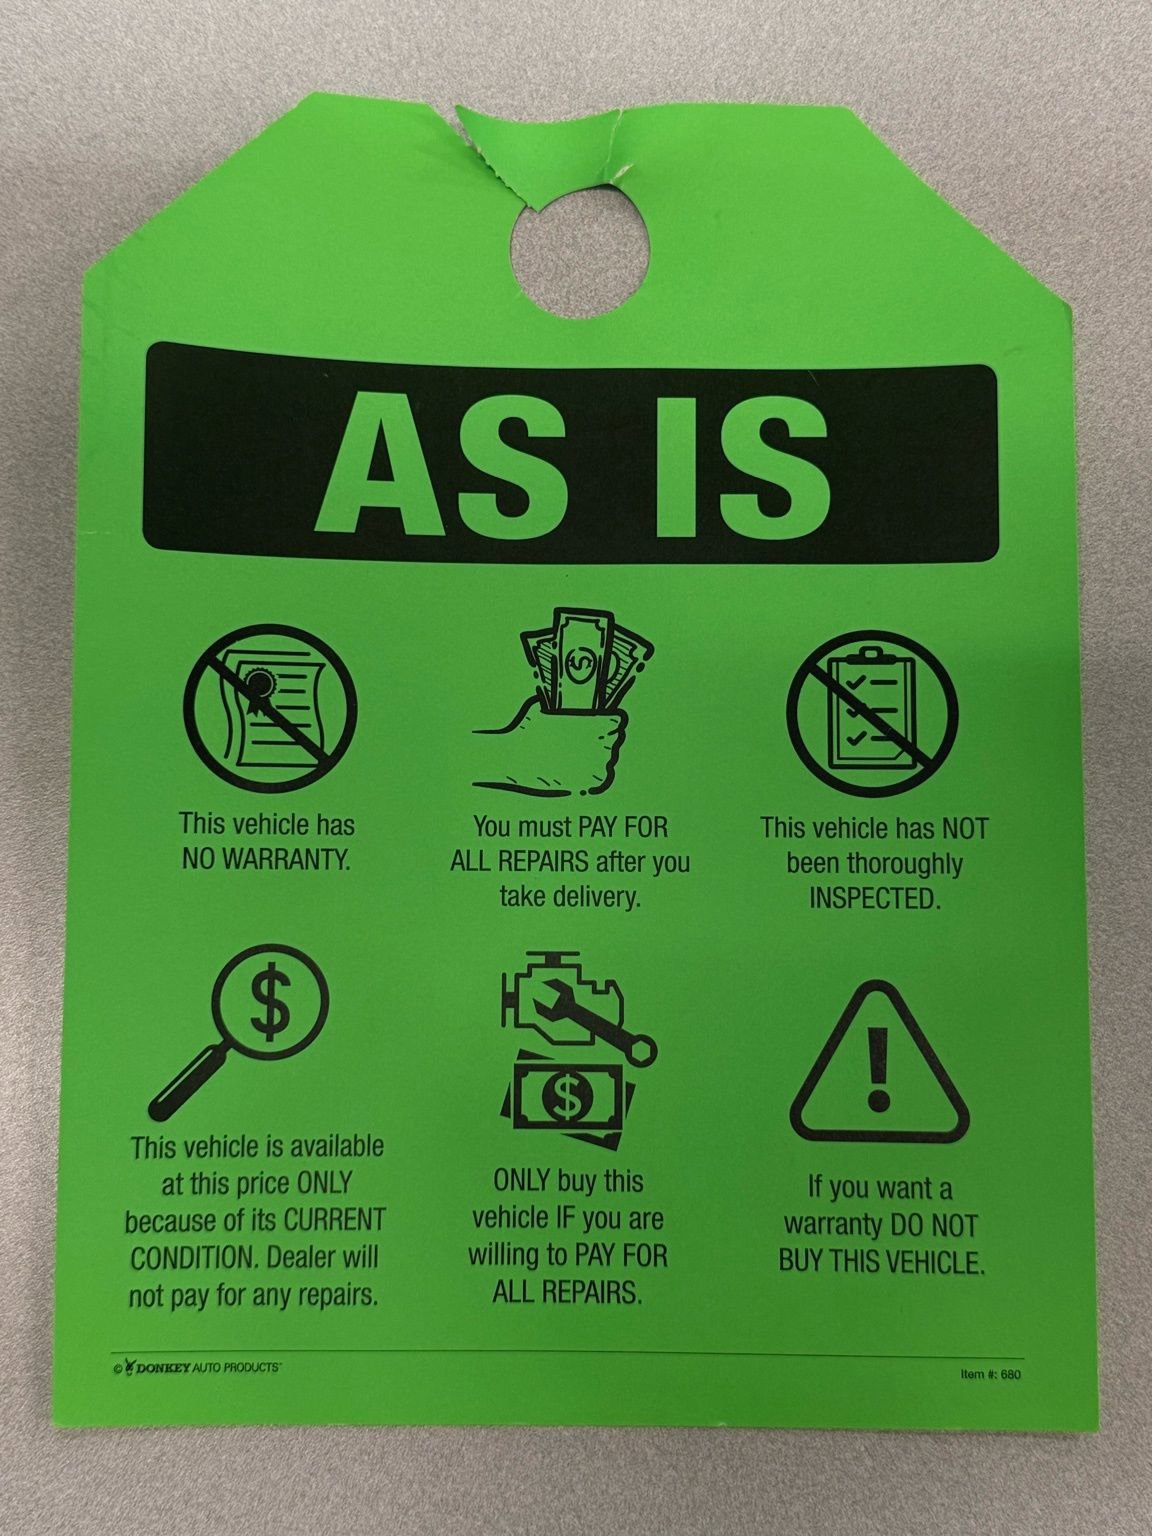 AS IS
This vehicle has
NO WARRANTY.
You must PAY FOR
ALL REPAIRS after you
take delivery.
This vehicle has NOT
been thoroughly
INSPECTED.
$
This vehicle is available
at this price ONLY
because of its CURRENT
CONDITION. Dealer will
not pay for any repairs.
$
ONLY buy this
vehicle IF you are
willing to PAY FOR
ALL REPAIRS.
!
If you want a
warranty DO NOT
BUY THIS VEHICLE.
© DONKEY AUTO PRODUCTS™
Item #: 680